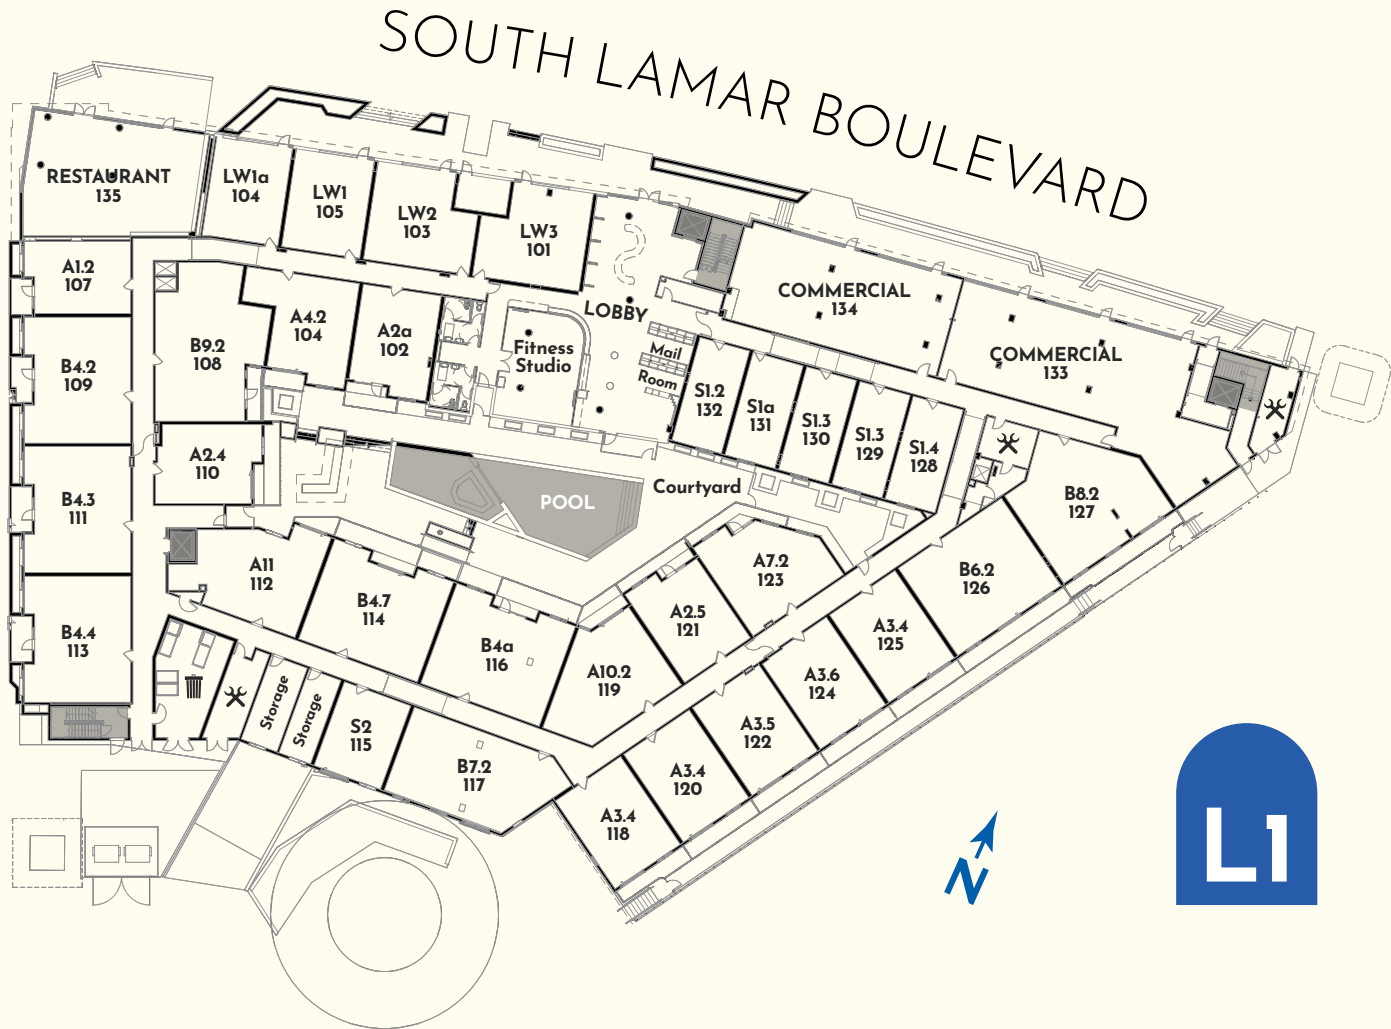 SOUTH LAMAR BOULEVARD
RESTAURANT
135
LW1a
104
LW1
105
LW2
103
LW3
101
LOBBY
COMMERCIAL
134
COMMERCIAL
133
A1.2
107
B4.2
109
B9.2
108
A4.2
104
A2a
102
Fitness
Studio
Mail
Room
S1.2
132
S1a
131
S1.3
130
S1.3
129
S1.4
128
B8.2
127
A2.4
110
B4.3
111
POOL
Courtyard
A11
112
B4.7
114
B4a
116
A10.2
119
A2.5
121
A7.2
123
B6.2
126
A3.4
125
A3.6
124
A3.5
122
A3.4
120
A3.4
118
B4.4
113
Storage
Storage
S2
115
B7.2
117
N
L1